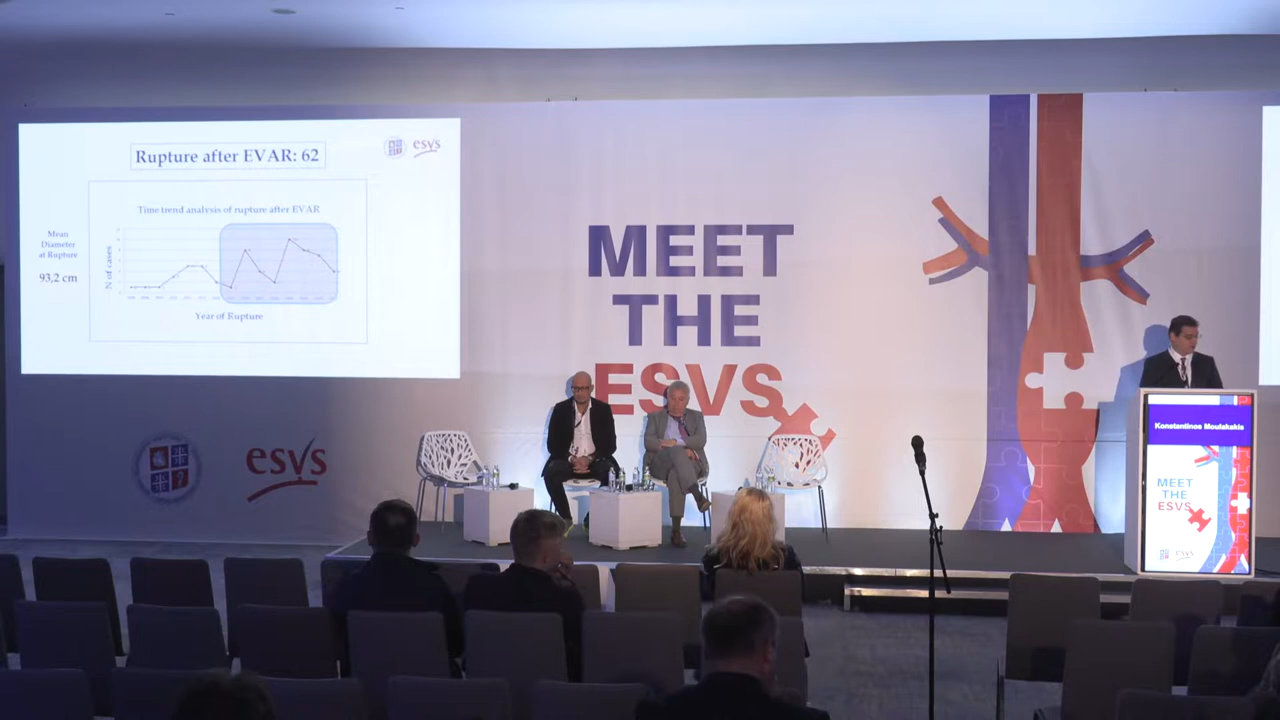 Rupture after EVAR: 62
esvs
Time trend analysis of rupture after EVAR
Mean
Diameter
at Rupture
93,2 cm
N of cases
Year of Rupture
MEET
THE
ESVS
esvs
Konstantinos Moulakakis
MEET
THE
ESVS
esvs